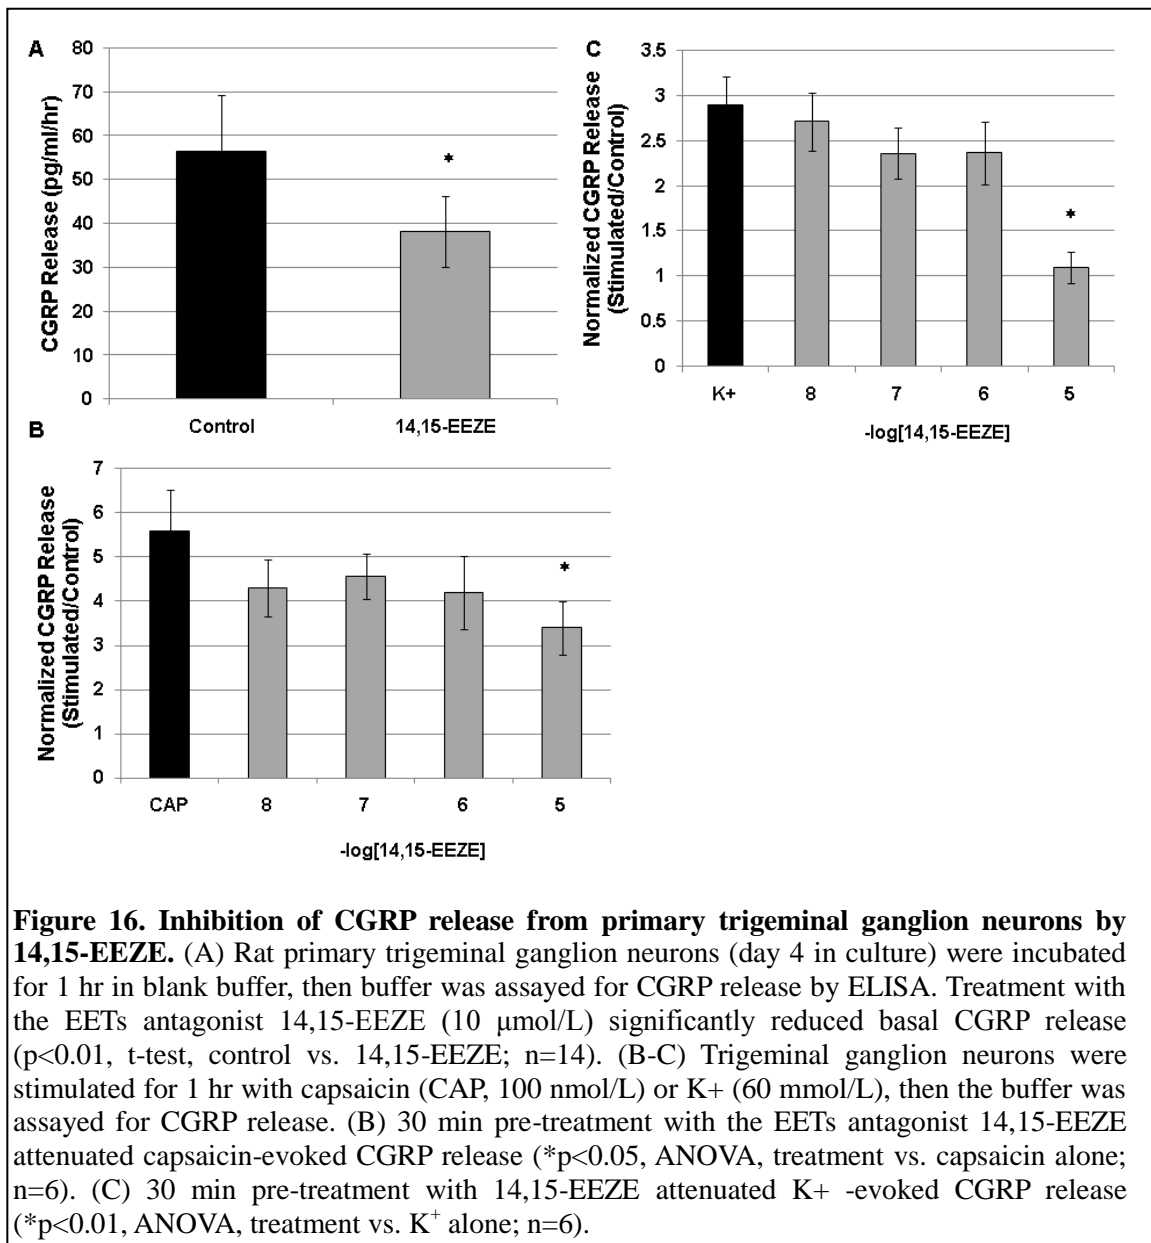 A
80
70
60
50
40
30
20
10
0
CGRP Release (pg/ml/hr)
*
Control
14,15-EEZE
C
3.5
3
2.5
2
1.5
1
0.5
0
Normalized CGRP Release
(Stimulated/Control)
*
K+
8
7
6
5
-log[14,15-EEZE]
B
7
6
5
4
3
2
1
0
Normalized CGRP Release
(Stimulated/Control)
*
CAP
8
7
6
5
-log[14,15-EEZE]
Figure 16. Inhibition of CGRP release from primary trigeminal ganglion neurons by
14,15-EEZE. (A) Rat primary trigeminal ganglion neurons (day 4 in culture) were incubated
for 1 hr in blank buffer, then buffer was assayed for CGRP release by ELISA. Treatment with
the EETs antagonist 14,15-EEZE (10 μmol/L) significantly reduced basal CGRP release
(p<0.01, t-test, control vs. 14,15-EEZE; n=14). (B-C) Trigeminal ganglion neurons were
stimulated for 1 hr with capsaicin (CAP, 100 nmol/L) or K+ (60 mmol/L), then the buffer was
assayed for CGRP release. (B) 30 min pre-treatment with the EETs antagonist 14,15-EEZE
attenuated capsaicin-evoked CGRP release (*p<0.05, ANOVA, treatment vs. capsaicin alone;
n=6). (C) 30 min pre-treatment with 14,15-EEZE attenuated K+ -evoked CGRP release
(*p<0.01, ANOVA, treatment vs. K⁺ alone; n=6).